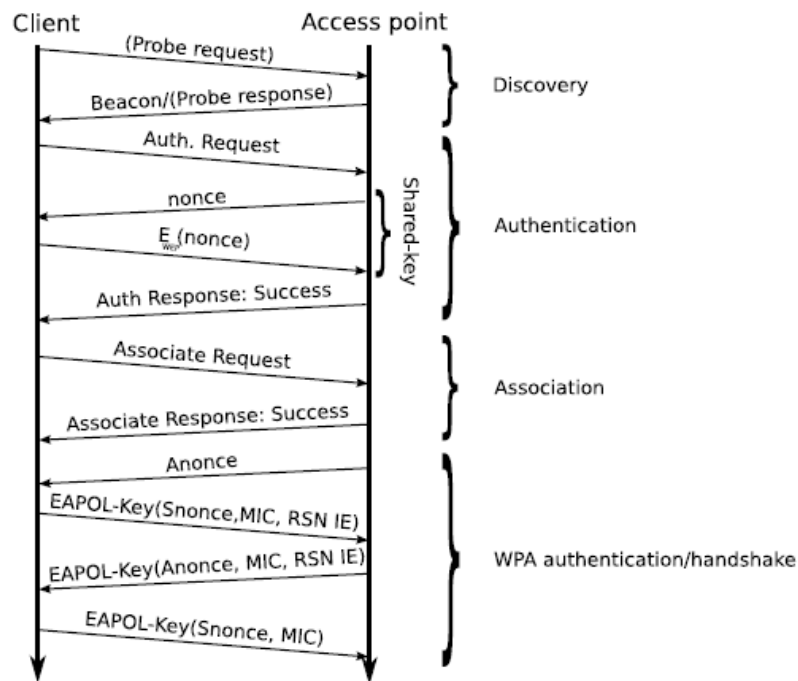 Client
Access point
(Probe request)
Discovery
Beacon/(Probe response)
Auth. Request
nonce
Shared-key
Authentication
E WEP (nonce)
Auth Response: Success
Associate Request
Association
Associate Response: Success
Anonce
EAPOL-Key(Snonce,MIC, RSN IE)
WPA authentication/handshake
EAPOL-Key(Anonce, MIC, RSN IE)
EAPOL-Key(Snonce, MIC)